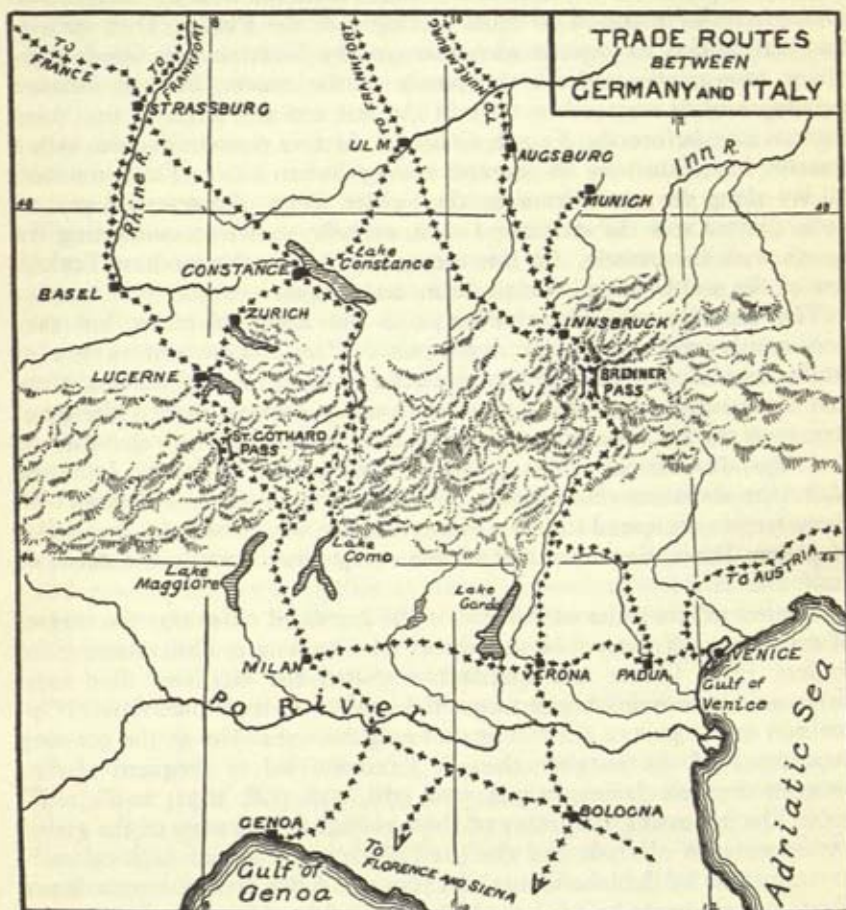 TRADE ROUTES
BETWEEN
GERMANY AND ITALY
TO
FRANCE
TO
FRANKFORT
TO FRANKFORT
TO
STRASSBURG
Rhine R.
ULM
AUGSBURG
Inn R.
MUNICH
48
CONSTANCE
Lake
Constance
BASEL
ZURICH
INNSBRUCK
LUCERNE
BRENNER
PASS
ST. GOTHARD
PASS
46
Lake
Maggiore
Lake
Como
Lake
Garda
TO AUSTRIA
MILAN
VERONA
PADUA
VENICE
Gulf of
Venice
Po River
Adriatic Sea
GENOA
BOLOGNA
TO
FLORENCE AND SIENA
Gulf of
Genoa